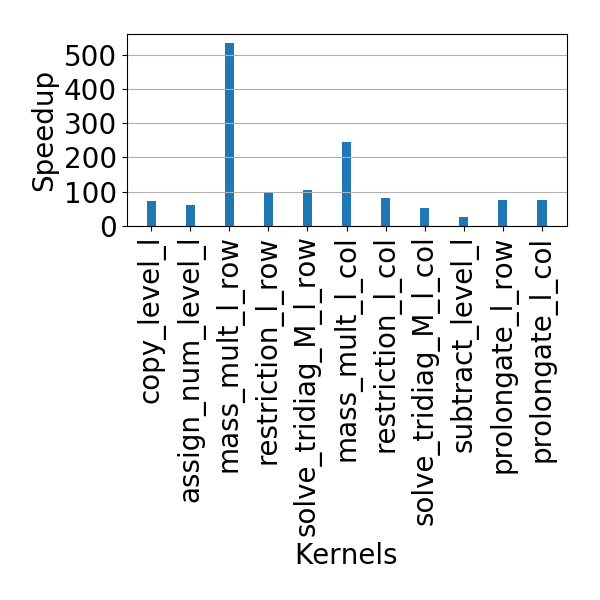 Speedup
500
400
300
200
100
0
copy_level_l
assign_num_level_l
mass_mult_l_row
restriction_l_row
solve_tridiag_M_l_row
mass_mult_l_col
restriction_l_col
solve_tridiag_M_l_col
subtract_level_l
prolongate_l_row
prolongate_l_col
Kernels